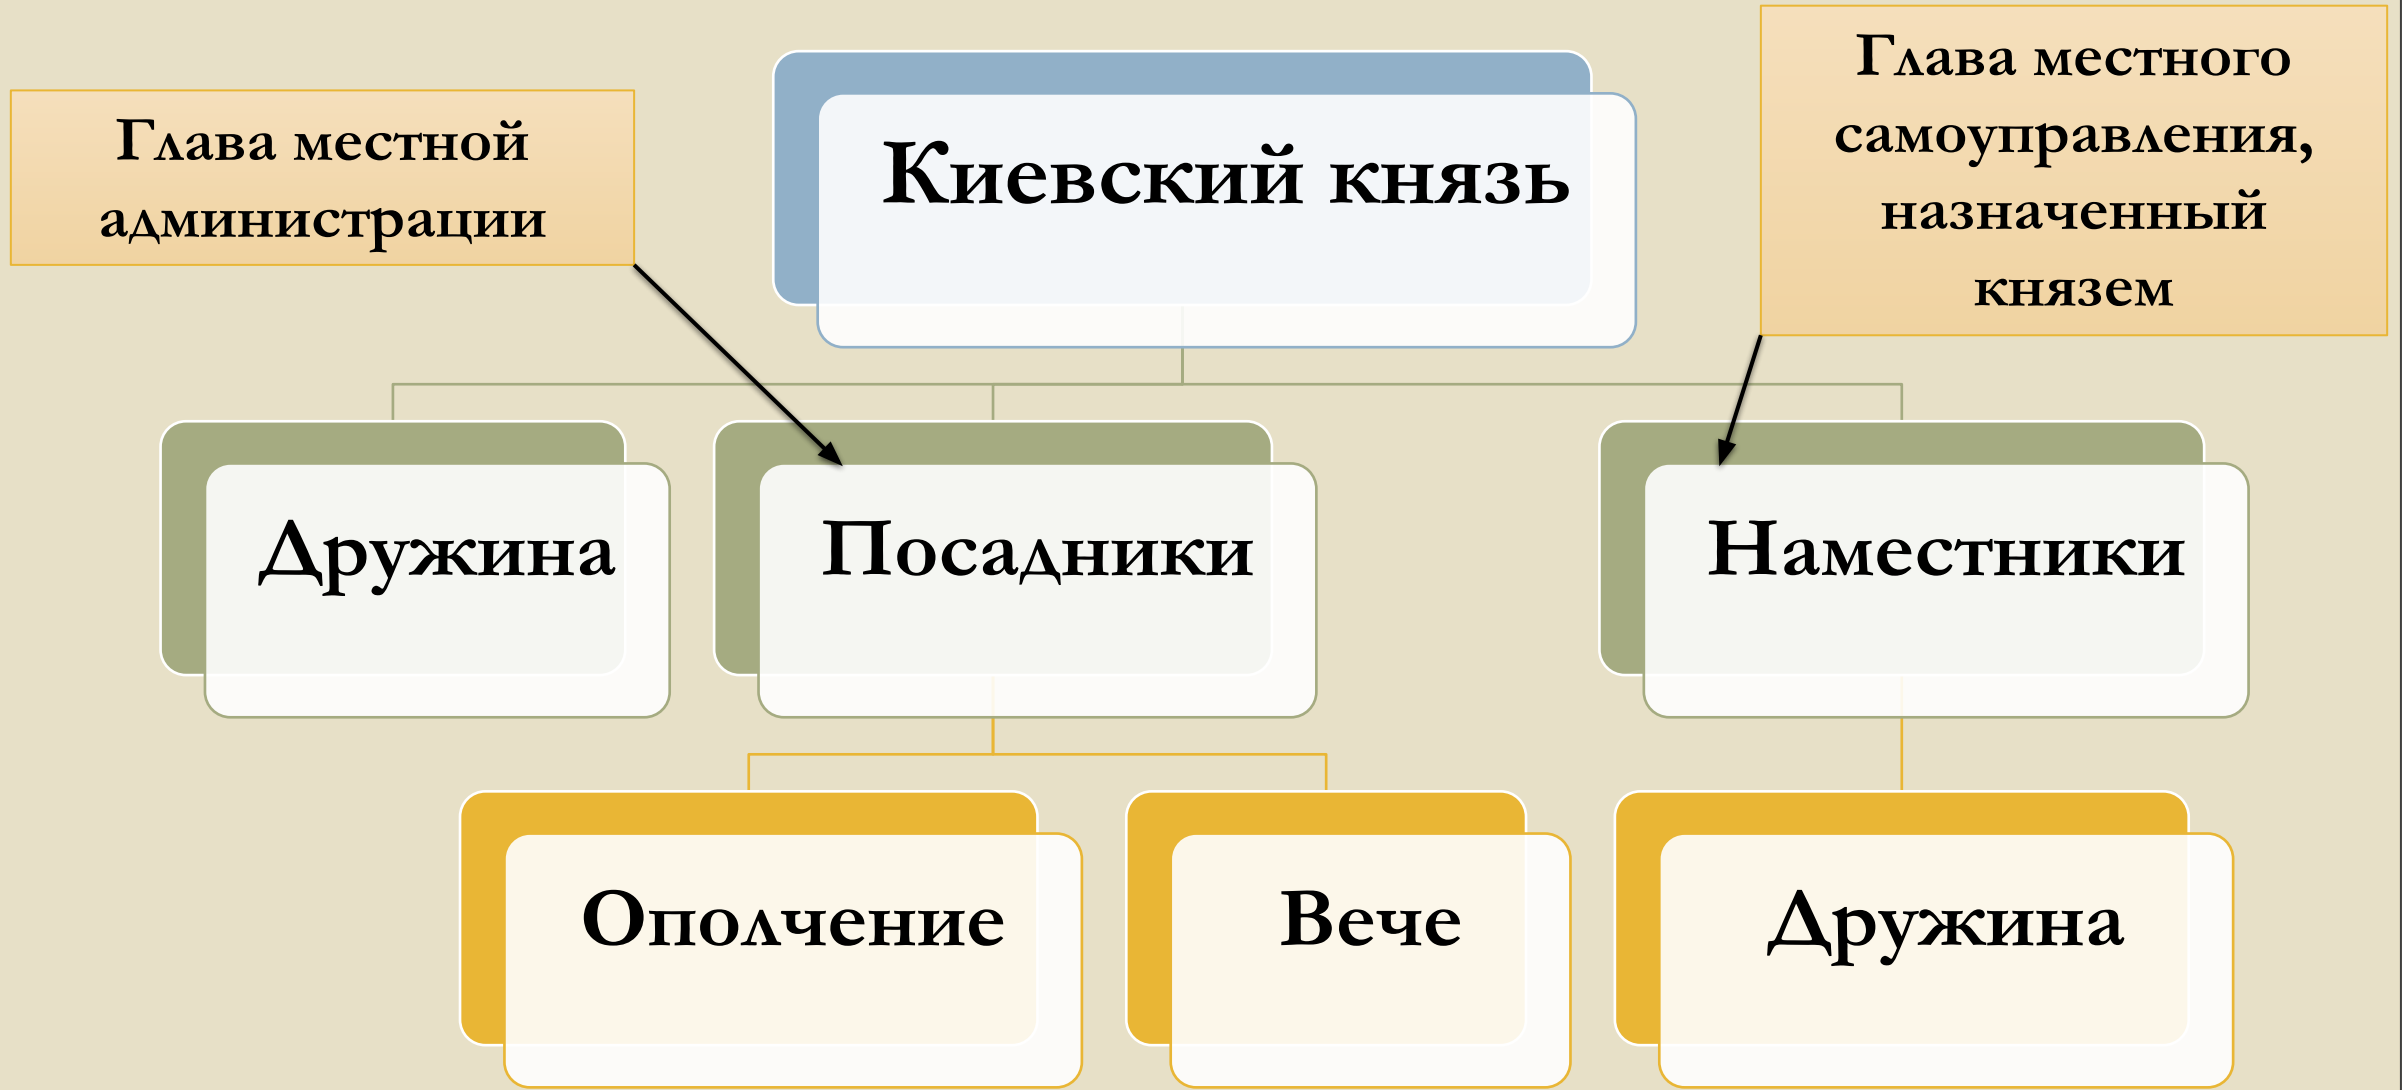 Глава местной
администрации
Киевский князь
Глава местного
самоуправления,
назначенный
князем
Дружина
Посадники
Наместники
Ополчение
Вече
Дружина